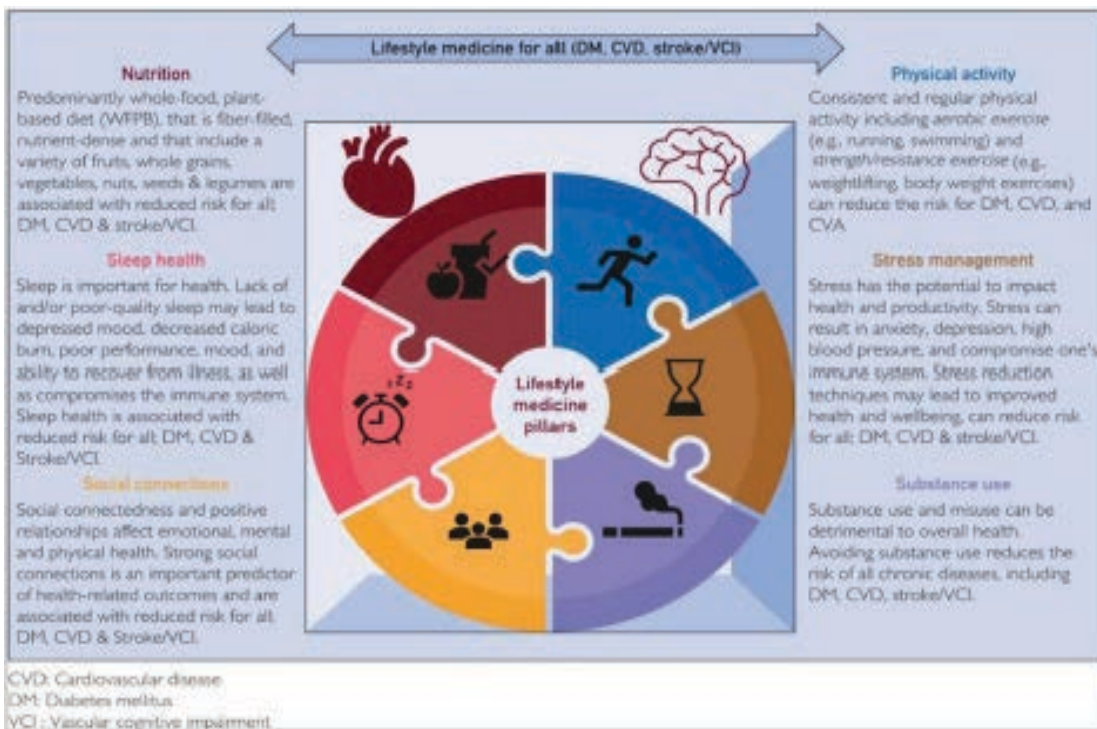 Lifestyle medicine for all (DM, CVD, stroke/VCI)
Nutrition
Predominantly whole-food, plant-
based diet (WFPB), that is fiber-filled,
nutrient-dense and that include a
variety of fruits, whole grains,
vegetables, nuts, seeds & legumes are
associated with reduced risk for all;
DM, CVD & stroke/VCI.
Sleep health
Sleep is important for health. Lack of
and/or poor-quality sleep may lead to
depressed mood, decreased caloric
burn, poor performance, mood, and
ability to recover from illness, as well
as compromises the immune system.
Sleep health is associated with
reduced risk for all; DM, CVD &
Stroke/VCI.
Social connections
Social connectedness and positive
relationships affect emotional, mental
and physical health. Strong social
connections is an important predictor
of health-related outcomes and are
associated with reduced risk for all.
DM, CVD & Stroke/VCI.
Lifestyle
medicine
pillars
zZz
Physical activity
Consistent and regular physical
activity including aerobic exercise
(e.g., running, swimming) and
strength/resistance exercise (e.g.,
weightlifting, body weight exercises)
can reduce the risk for DM, CVD, and
CVA
Stress management
Stress has the potential to impact
health and productivity. Stress can
result in anxiety, depression, high
blood pressure, and compromise one's
immune system. Stress reduction
techniques may lead to improved
health and wellbeing, can reduce risk
for all; DM, CVD & stroke/VCI.
Substance use
Substance use and misuse can be
detrimental to overall health.
Avoiding substance use reduces the
risk of all chronic diseases, including
DM, CVD, stroke/VCI.
CVD: Cardiovascular disease
DM: Diabetes mellitus
VCI : Vascular cognitive impairment